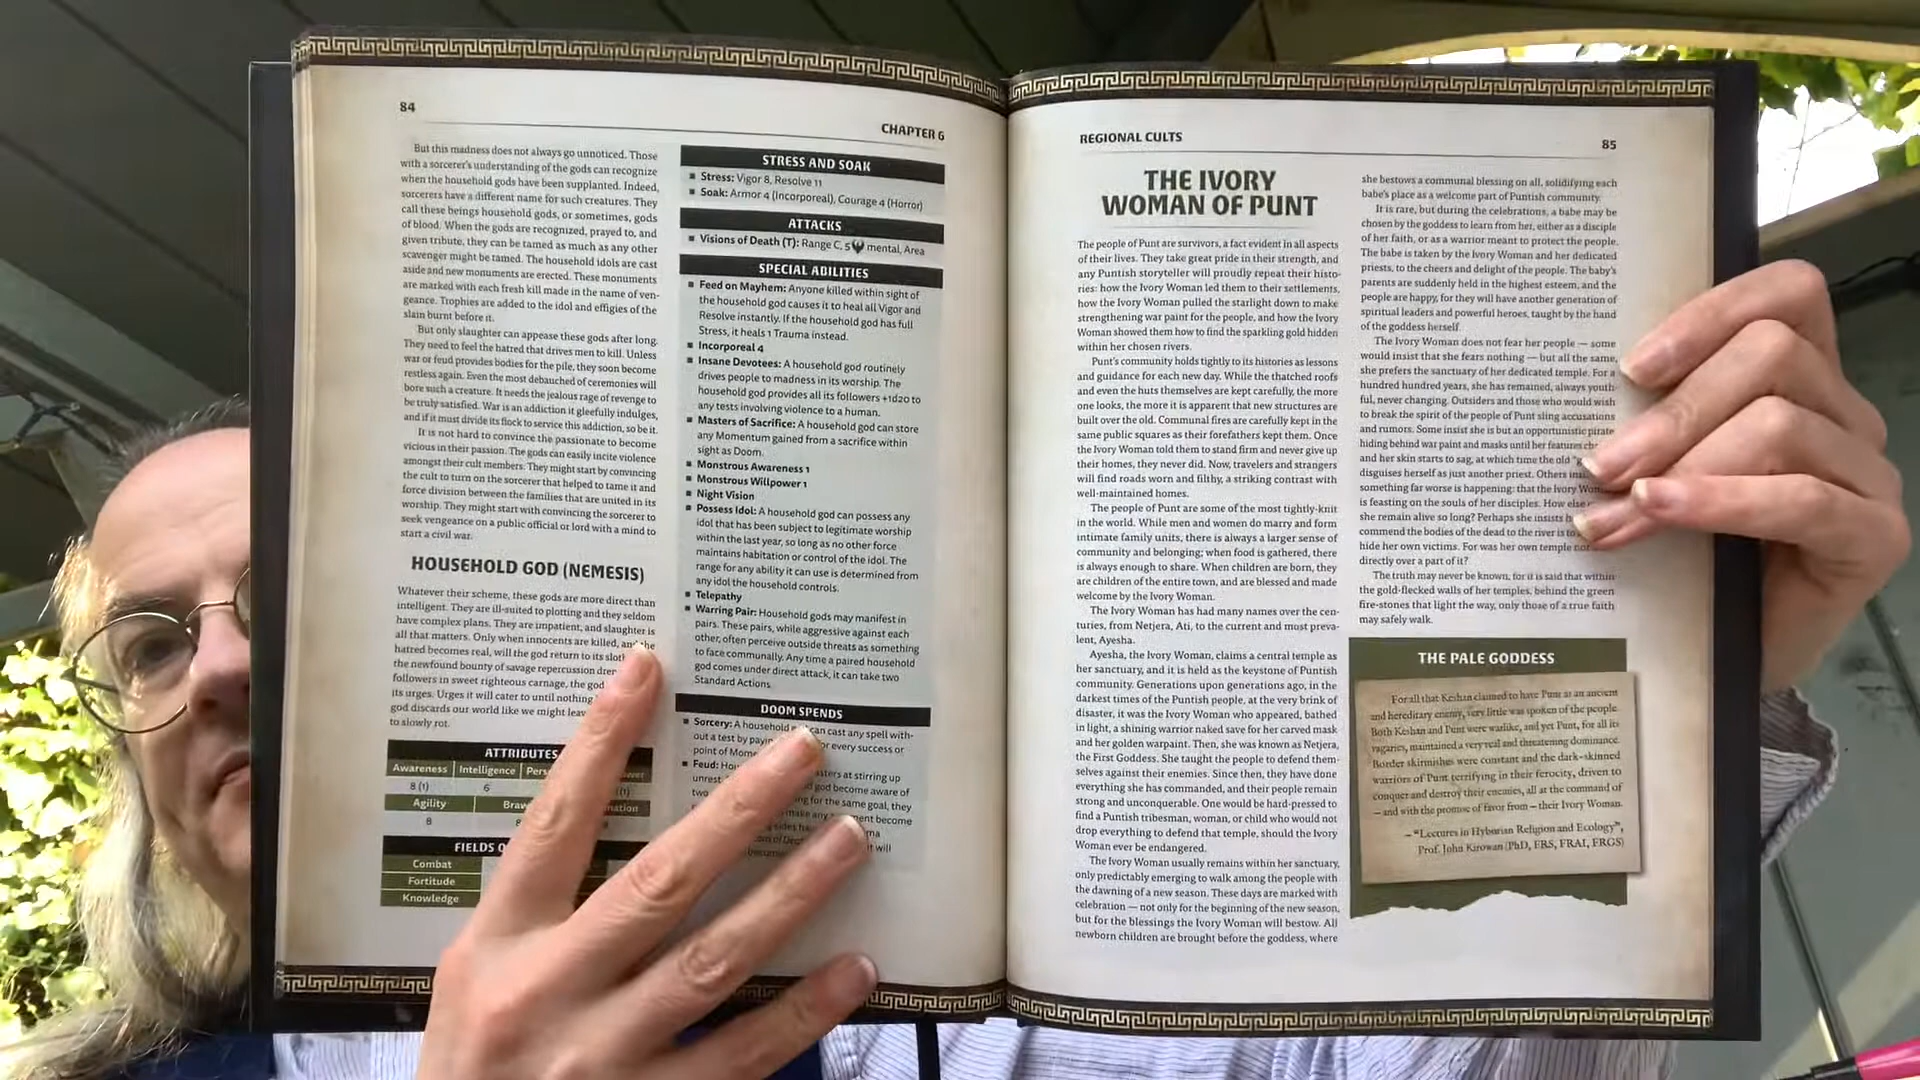 84
CHAPTER 6
But this madness does not always go unnoticed. Those
with a sorcerer's understanding of the gods can recognize
when the household gods have been supplanted. Indeed,
sorcerers have a different name for such creatures. They
call these beings household gods, or sometimes, gods
of blood. When the gods are recognized, prayed to, and
given tribute, they can be tamed as much as any other
scavenger might be tamed. The household idols are cast
aside and new monuments are erected. These monuments
are marked with each fresh kill made in the name of ven-
geance. Trophies are added to the idol and effigies of the
slain burnt before it.
But only slaughter can appease these gods after long.
They need to feel the hatred that drives men to kill. Unless
war or feud provides bodies for the pile, they soon become
restless again. Even the most debauched of ceremonies will
bore such a creature. It needs the jealous rage of revenge to
be truly satisfied. War is an addiction it gleefully indulges,
and if it must divide its flock to service this addiction, so be it.
It is not hard to convince the passionate to become
vicious in their passion. The gods can easily incite violence
amongst their cult members. They might start by convincing
the cult to turn on the sorcerer that helped to tame it and
force division between the families that are united in its
worship. They might start with convincing the sorcerer to
seek vengeance on a public official or lord with a mind to
start a civil war.
HOUSEHOLD GOD (NEMESIS)
Whatever their scheme, these gods are more direct than
intelligent. They are ill-suited to plotting and they seldom
have complex plans. They are impatient, and slaughter is
all that matters. Only when innocents are killed, and the
hatred becomes real, will the god return to its
the newfound bounty of savage repercussion
followers in sweet righteous carnage, the god
its urges. Urges it will cater to until nothing
god discards our world like we might
to slowly rot.
ATTRIBUTES
Awareness Intelligence
8 (1) 6 (1)
Agility
8
FIELDS
Combat
Fortitude
Knowledge
STRESS AND SOAK
■ Stress: Vigor 8, Resolve 11
■ Soak: Armor 4 (Incorporeal), Courage 4 (Horror)
ATTACKS
■ Visions of Death (T): Range C, 5 mental, Area
SPECIAL ABILITIES
■ Feed on Mayhem: Anyone killed within sight of
the household god causes it to heal all Vigor and
Resolve instantly. If the household god has full
Stress, it heals 1 Trauma instead.
■ Incorporeal 4
■ Insane Devotees: A household god routinely
drives people to madness in its worship. The
household god provides all its followers +1d20 to
any tests involving violence to a human.
■ Masters of Sacrifice: A household god can store
any Momentum gained from a sacrifice within
sight as Doom.
■ Monstrous Awareness 1
■ Monstrous Willpower 1
■ Night Vision
■ Possess Idol: A household god can possess any
idol that has been subject to legitimate worship
within the last year, so long as no other force
maintains habitation or control of the idol. The
range for any ability it can use is determined from
any idol the household controls.
■ Telepathy
■ Warring Pair: Household gods may manifest in
pairs. These pairs, while aggressive against each
other, often perceive outside threats as something
to face communally. Any time a paired household
god comes under direct attack, it can take two
Standard Actions.
DOOM SPENDS
■ Sorcery: A household can cast any spell with-
out a test by for every success or
point of
■ Feud: at stirring up
unrest. god become aware of
two for the same goal, they
make any become
will
REGIONAL CULTS
85
THE IVORY
WOMAN OF PUNT
The people of Punt are survivors, a fact evident in all aspects
of their lives. They take great pride in their strength, and
any Puntish storyteller will proudly repeat their histo-
ries: how the Ivory Woman led them to their settlements,
how the Ivory Woman pulled the starlight down to make
strengthening war paint for the people, and how the Ivory
Woman showed them how to find the sparkling gold hidden
within her chosen rivers.
Punt's community holds tightly to its histories as lessons
and guidance for each new day. While the thatched roofs
and even the huts themselves are kept carefully, the more
one looks, the more it is apparent that new structures are
built over the old. Communal fires are carefully kept in the
same public squares as their forefathers kept them. Once
the Ivory Woman told them to stand firm and never give up
their homes, they never did. Now, travelers and strangers
will find roads worn and filthy, a striking contrast with
well-maintained homes.
The people of Punt are some of the most tightly-knit
in the world. While men and women do marry and form
intimate family units, there is always a larger sense of
community and belonging; when food is gathered, there
is always enough to share. When children are born, they
are children of the entire town, and are blessed and made
welcome by the Ivory Woman.
The Ivory Woman has had many names over the cen-
turies, from Netjera, Ati, to the current and most preva-
lent, Ayesha.
Ayesha, the Ivory Woman, claims a central temple as
her sanctuary, and it is held as the keystone of Puntish
community. Generations upon generations ago, in the
darkest times of the Puntish people, at the very brink of
disaster, it was the Ivory Woman who appeared, bathed
in light, a shining warrior naked save for her carved mask
and her golden warpaint. Then, she was known as Netjera,
the First Goddess. She taught the people to defend them-
selves against their enemies. Since then, they have done
everything she has commanded, and their people remain
strong and unconquerable. One would be hard-pressed to
find a Puntish tribesman, woman, or child who would not
drop everything to defend that temple, should the Ivory
Woman ever be endangered.
The Ivory Woman usually remains within her sanctuary,
only predictably emerging to walk among the people with
the dawning of a new season. These days are marked with
celebration — not only for the beginning of the new season,
but for the blessings the Ivory Woman will bestow. All
newborn children are brought before the goddess, where
she bestows a communal blessing on all, solidifying each
babe's place as a welcome part of Puntish community.
It is rare, but during the celebrations, a babe may be
chosen by the goddess to learn from her, either as a disciple
of her faith, or as a warrior meant to protect the people.
The babe is taken by the Ivory Woman and her dedicated
priests, to the cheers and delight of the people. The baby's
parents are suddenly held in the highest esteem, and the
people are happy, for they will have another generation of
spiritual leaders and powerful heroes, taught by the hand
of the goddess herself.
The Ivory Woman does not fear her people — some
would insist that she fears nothing — but all the same,
she prefers the sanctuary of her dedicated temple. For a
hundred hundred years, she has remained, always youth-
ful, never changing. Outsiders and those who would wish
to break the spirit of the people of Punt sling accusations
and rumors. Some insist she is but an opportunistic pirate
hiding behind war paint and masks until her features
and her skin starts to sag, at which time the old
disguises herself as just another priest. Others
something far worse is happening: that the Ivory
is feasting on the souls of her disciples. How else
she remain alive so long? Perhaps she insists
commend the bodies of the dead to the river is to
hide her own victims. For was her own temple not
directly over a part of it?
The truth may never be known, for it is said that within
the gold-flecked walls of her temples, behind the green
fire-stones that light the way, only those of a true faith
may safely walk.
THE PALE GODDESS
For all that Keshan claimed to have Punt as an ancient
and hereditary enemy, very little was spoken of the people.
Both Keshan and Punt were warlike, and yet Punt, for all its
vagaries, maintained a very real and threatening dominance.
Border skirmishes were constant and the dark-skinned
warriors of Punt terrifying in their ferocity, driven to
conquer and destroy their enemies, all at the command of
— and with the promise of favor from — their Ivory Woman.
– "Lectures in Hyborian Religion and Ecology",
Prof. John Kirowan (PhD, FRS, FRAI, FRGS)